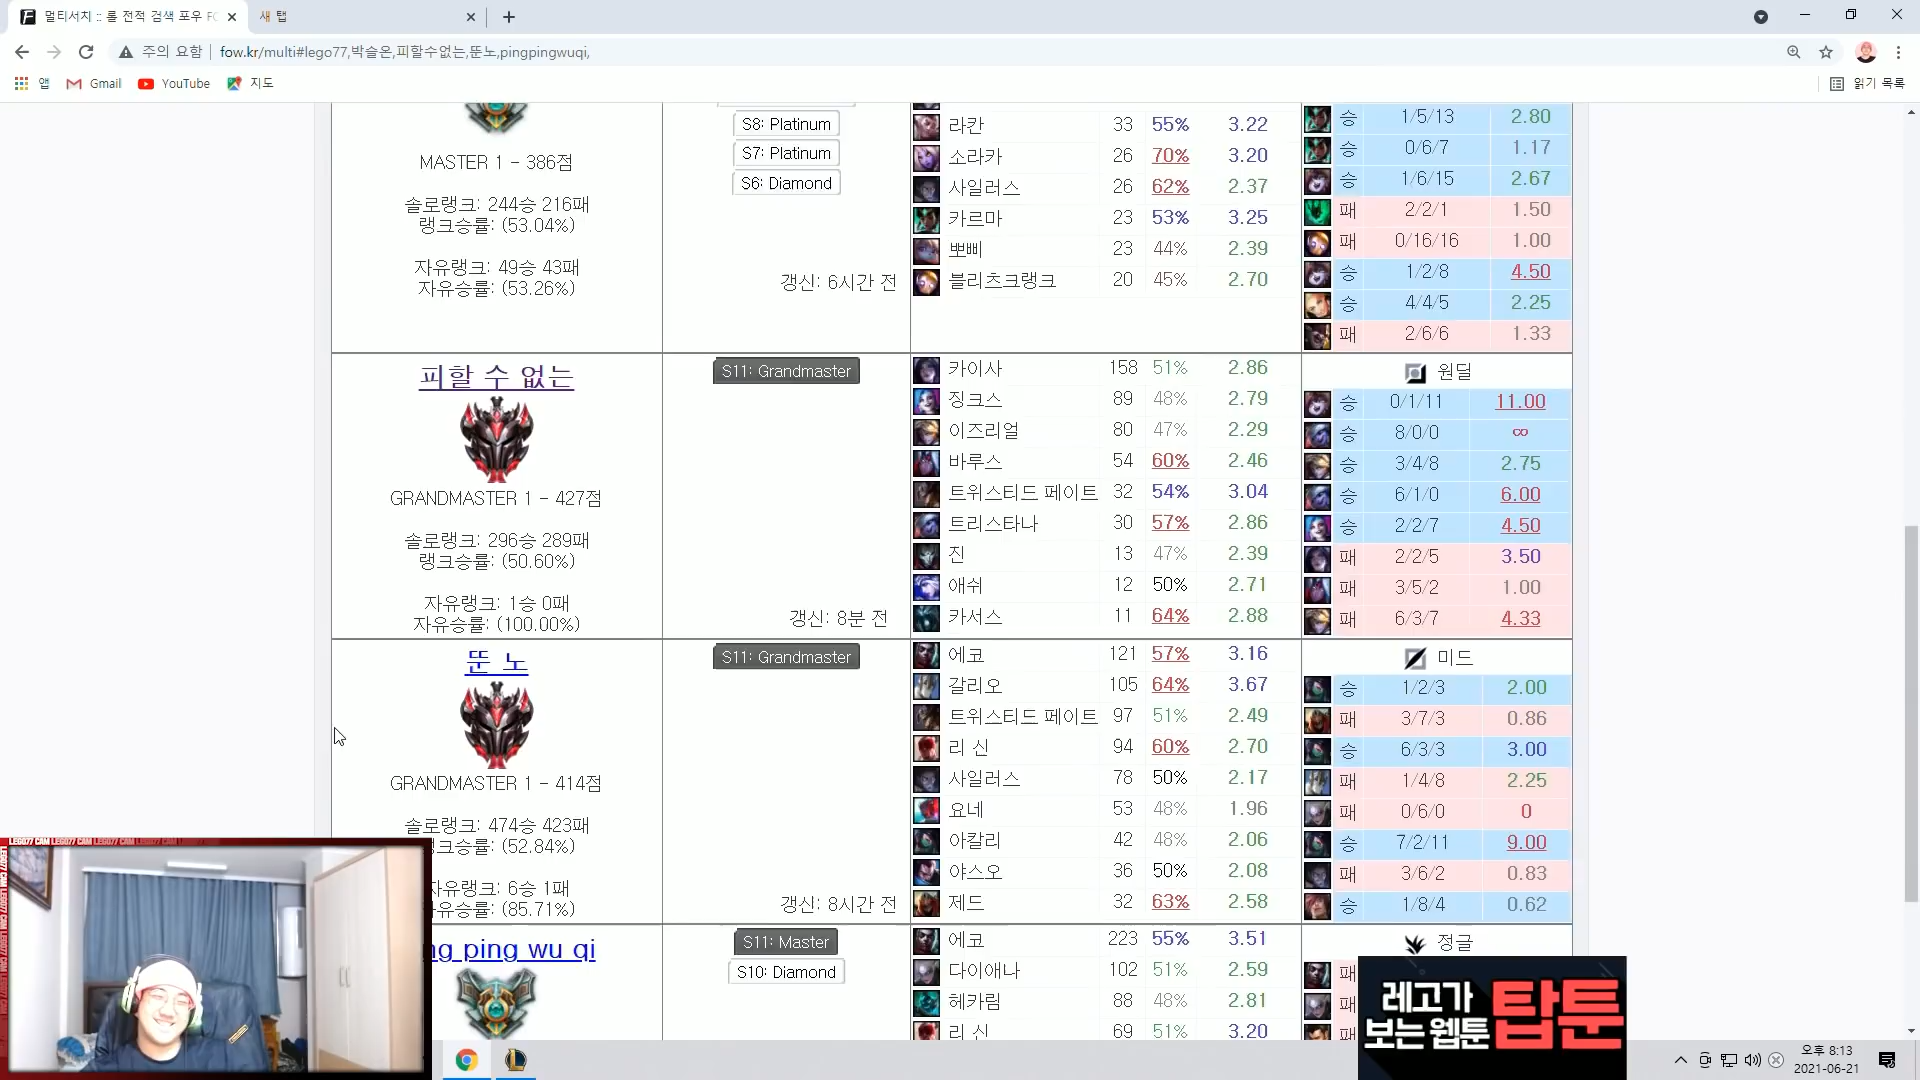 멀티서치 :: 롤 전적 검색 포우 FC
새 탭
주의 요함
fow.kr/multi#lego77,박슬온,피할수없는,뚠노,pingpingwuqi,
앱
Gmail
YouTube
지도
읽기 목록
MASTER 1 - 386점
솔로랭크: 244승 216패
랭크승률: (53.04%)
자유랭크: 49승 43패
자유승률: (53.26%)
S8: Platinum
S7: Platinum
S6: Diamond
갱신: 6시간 전
라칸 33 55% 3.22
소라카 26 70% 3.20
사일러스 26 62% 2.37
카르마 23 53% 3.25
뽀삐 23 44% 2.39
블리츠크랭크 20 45% 2.70
승 1/5/13 2.80
승 0/6/7 1.17
승 1/6/15 2.67
패 2/2/1 1.50
패 0/16/16 1.00
승 1/2/8 4.50
승 4/4/5 2.25
패 2/6/6 1.33
피할 수 없는
GRANDMASTER 1 - 427점
솔로랭크: 296승 289패
랭크승률: (50.60%)
자유랭크: 1승 0패
자유승률: (100.00%)
S11: Grandmaster
갱신: 8분 전
카이사 158 51% 2.86
징크스 89 48% 2.79
이즈리얼 80 47% 2.29
바루스 54 60% 2.46
트위스티드 페이트 32 54% 3.04
트리스타나 30 57% 2.86
진 13 47% 2.39
애쉬 12 50% 2.71
카서스 11 64% 2.88
원딜
승 0/1/11 11.00
승 8/0/0 ∞
승 3/4/8 2.75
승 6/1/0 6.00
승 2/2/7 4.50
패 2/2/5 3.50
패 3/5/2 1.00
패 6/3/7 4.33
뚠 노
GRANDMASTER 1 - 414점
솔로랭크: 474승 423패
크승률: (52.84%)
자유랭크: 6승 1패
유승률: (85.71%)
S11: Grandmaster
갱신: 8시간 전
에코 121 57% 3.16
갈리오 105 64% 3.67
트위스티드 페이트 97 51% 2.49
리 신 94 60% 2.70
사일러스 78 50% 2.17
요네 53 48% 1.96
아칼리 42 48% 2.06
야스오 36 50% 2.08
제드 32 63% 2.58
미드
승 1/2/3 2.00
패 3/7/3 0.86
승 6/3/3 3.00
패 1/4/8 2.25
패 0/6/0 0
승 7/2/11 9.00
패 3/6/2 0.83
승 1/8/4 0.62
ng ping wu qi
S11: Master
S10: Diamond
에코 223 55% 3.51
다이애나 102 51% 2.59
헤카림 88 48% 2.81
리 신 69 51% 3.20
정글
패
패
패
LEGO77 CAM LEGO77 CAM LEGO77 CAM LEGO77 CAM
레고가
보는 웹툰
탑툰
오후 8:13
2021-06-21